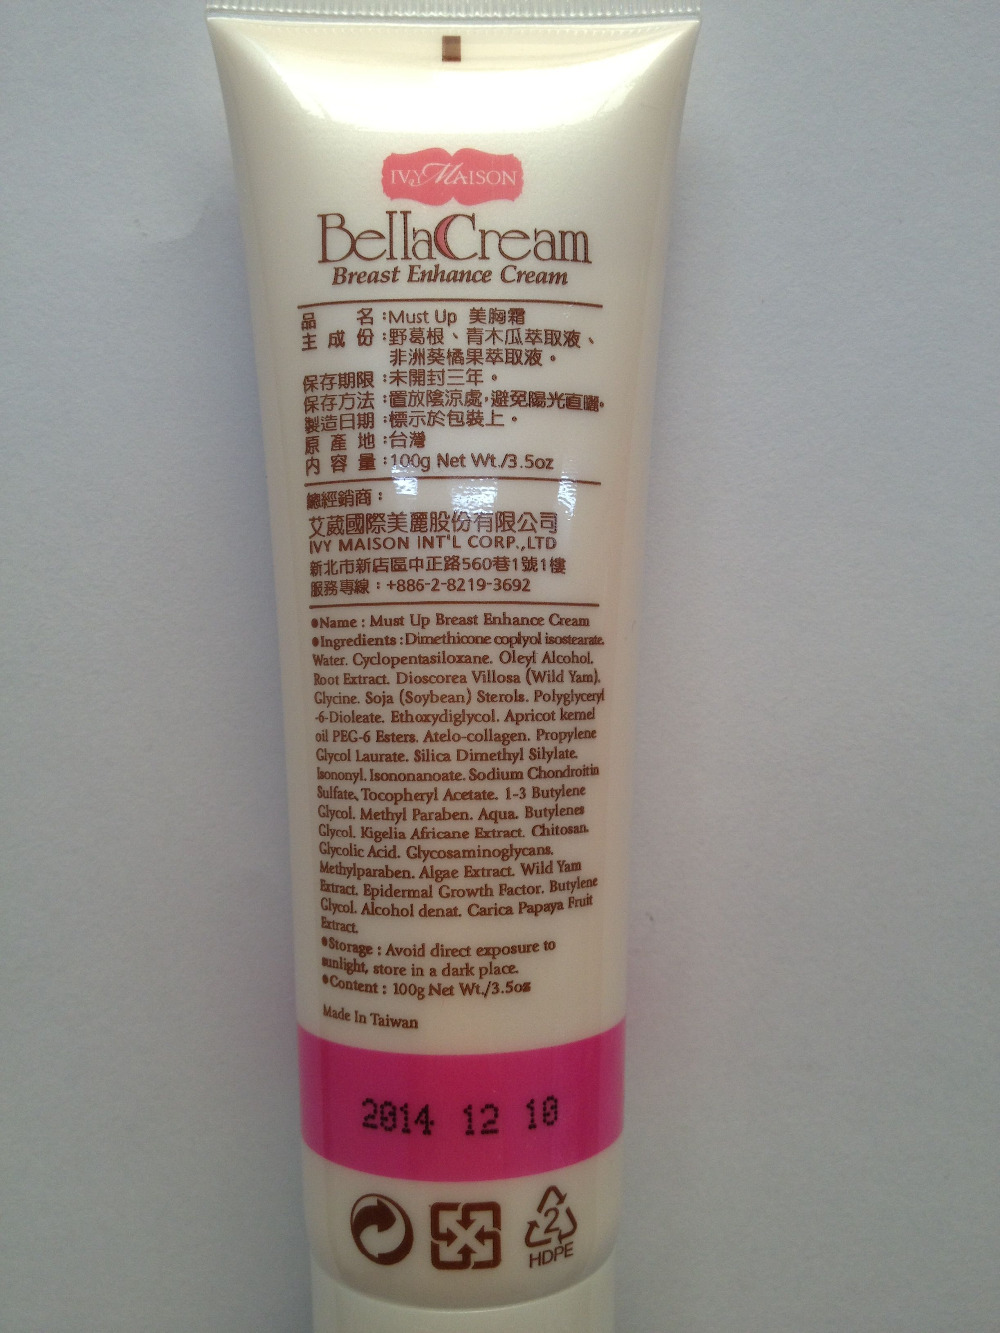 IVY MAISON
BellaCream
Breast Enhance Cream
品名:Must Up 美胸霜
主成份:野葛根、青木瓜萃取液、
非洲葵橘果萃取液。
保存期限:未開封三年。
保存方法:置放陰涼處,避免陽光直曬。
製造日期:標示於包裝上。
原產地:台灣
內容量:100g Net Wt./3.5oz
總經銷商:
艾葳國際美麗股份有限公司
IVY MAISON INT'L CORP.,LTD
新北市新店區中正路560巷1號1樓
服務專線:+886-2-8219-3692
●Name : Must Up Breast Enhance Cream
●Ingredients : Dimethicone coplyol isostearate.
Water. Cyclopentasiloxane. Oleyl Alcohol.
Root Extract. Dioscorea Villosa (Wild Yam).
Glycine. Soja (Soybean) Sterols. Polyglyceryl
-6-Dioleate. Ethoxydiglycol. Apricot kernel
oil PEG-6 Esters. Atelo-collagen. Propylene
Glycol Laurate. Silica Dimethyl Silylate.
Isononyl. Isononanoate. Sodium Chondroitin
Sulfate, Tocopheryl Acetate. 1-3 Butylene
Glycol. Methyl Paraben. Aqua. Butylenes
Glycol. Kigelia Africane Extract. Chitosan.
Glycolic Acid. Glycosaminoglycans.
Methylparaben. Algae Extract. Wild Yam
Extract. Epidermal Growth Factor. Butylene
Glycol. Alcohol denat. Carica Papaya Fruit
Extract.
●Storage : Avoid direct exposure to
sunlight, store in a dark place.
●Content : 100g Net Wt./3.5oz
Made In Taiwan
2014 12 10
2
HDPE